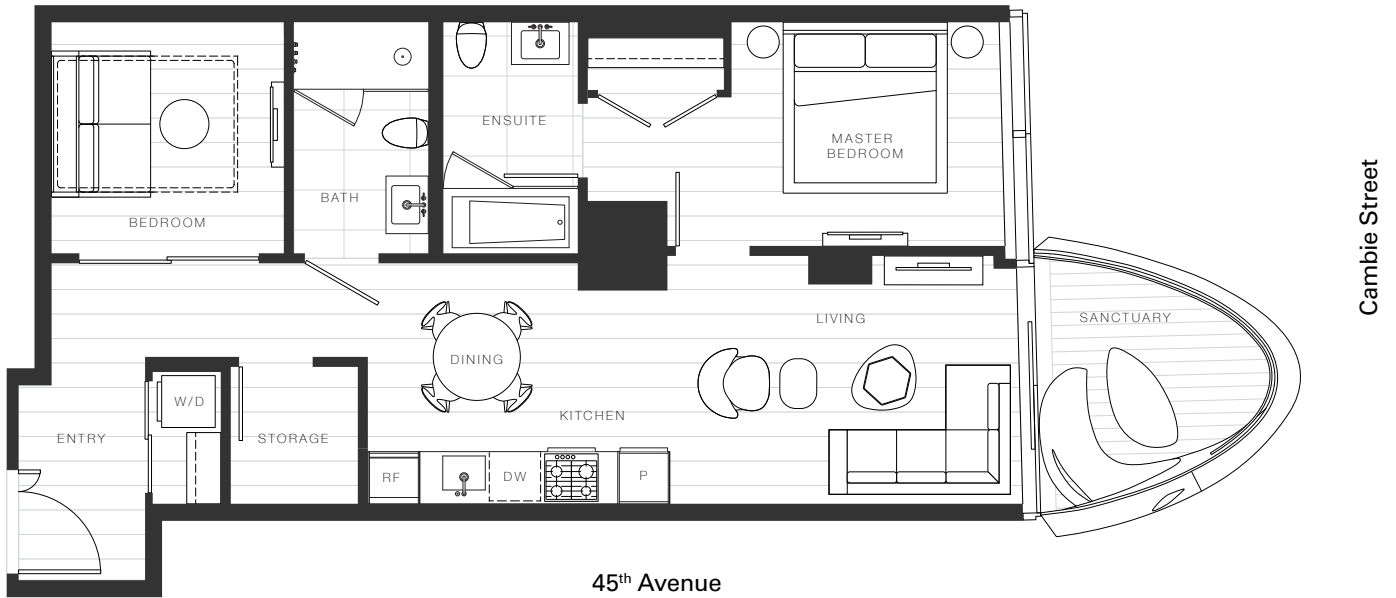 ENSUITE
MASTER
BEDROOM
BATH
BEDROOM
Cambie Street
LIVING
SANCTUARY
DINING
W/D
KITCHEN
ENTRY
STORAGE
RF
DW
P
45th Avenue